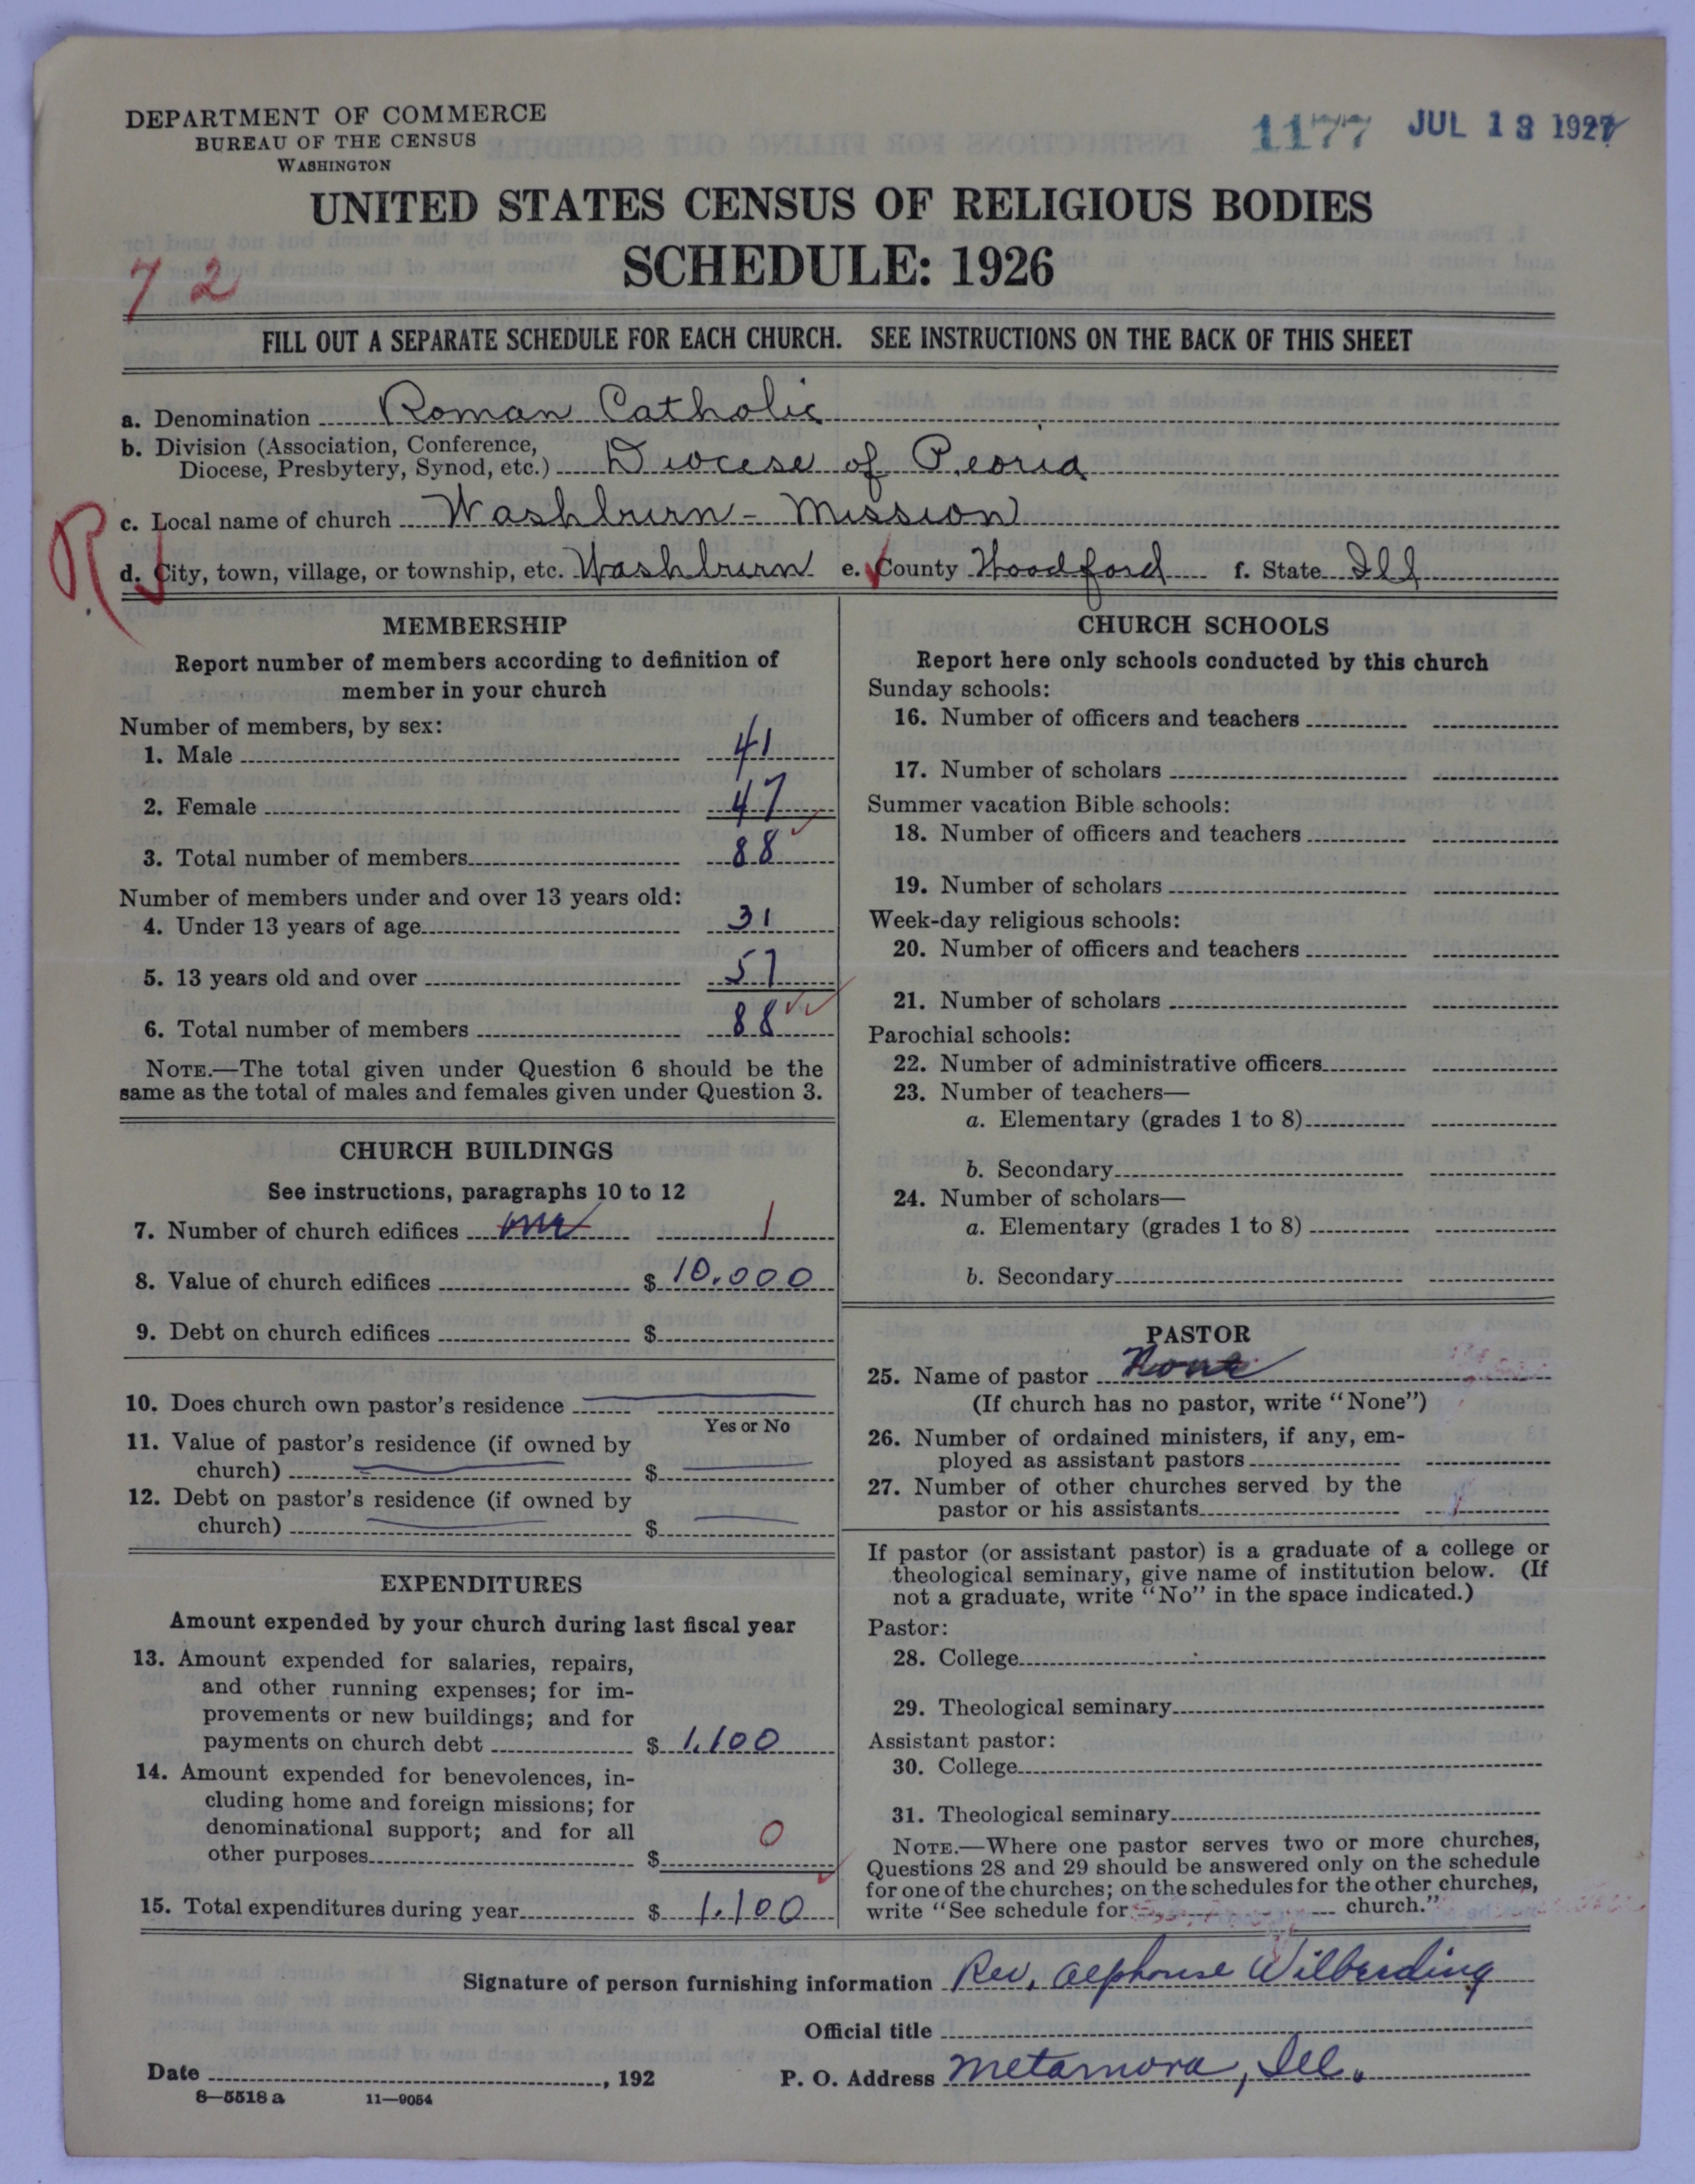 DEPARTMENT OF COMMERCE
BUREAU OF THE CENSUS
WASHINGTON
1177 JUL 13 1927
UNITED STATES CENSUS OF RELIGIOUS BODIES
SCHEDULE: 1926
72
FILL OUT A SEPARATE SCHEDULE FOR EACH CHURCH. SEE INSTRUCTIONS ON THE BACK OF THIS SHEET
a. Denomination Roman Catholic
b. Division (Association, Conference,
Diocese, Presbytery, Synod, etc.) Diocese of Peoria
c. Local name of church Washburn - Mission
R
d. City, town, village, or township, etc. Washburn e. County Woodford f. State Ill
MEMBERSHIP
Report number of members according to definition of
member in your church
Number of members, by sex:
1. Male 41
2. Female 47
3. Total number of members 88
Number of members under and over 13 years old:
4. Under 13 years of age 31
5. 13 years old and over 57
6. Total number of members 88
NOTE.—The total given under Question 6 should be the
same as the total of males and females given under Question 3.
CHURCH BUILDINGS
See instructions, paragraphs 10 to 12
7. Number of church edifices one 1
8. Value of church edifices $ 10.000
9. Debt on church edifices $
10. Does church own pastor's residence
Yes or No
11. Value of pastor's residence (if owned by
church) $
12. Debt on pastor's residence (if owned by
church) $
EXPENDITURES
Amount expended by your church during last fiscal year
13. Amount expended for salaries, repairs,
and other running expenses; for im-
provements or new buildings; and for
payments on church debt $ 1.100
14. Amount expended for benevolences, in-
cluding home and foreign missions; for
denominational support; and for all
other purposes $ 0
15. Total expenditures during year $ 1.100
CHURCH SCHOOLS
Report here only schools conducted by this church
Sunday schools:
16. Number of officers and teachers
17. Number of scholars
Summer vacation Bible schools:
18. Number of officers and teachers
19. Number of scholars
Week-day religious schools:
20. Number of officers and teachers
21. Number of scholars
Parochial schools:
22. Number of administrative officers
23. Number of teachers—
a. Elementary (grades 1 to 8)
b. Secondary
24. Number of scholars—
a. Elementary (grades 1 to 8)
b. Secondary
PASTOR
25. Name of pastor None
(If church has no pastor, write "None")
26. Number of ordained ministers, if any, em-
ployed as assistant pastors
27. Number of other churches served by the
pastor or his assistants
If pastor (or assistant pastor) is a graduate of a college or
theological seminary, give name of institution below. (If
not a graduate, write "No" in the space indicated.)
Pastor:
28. College
29. Theological seminary
Assistant pastor:
30. College
31. Theological seminary
NOTE.—Where one pastor serves two or more churches,
Questions 28 and 29 should be answered only on the schedule
for one of the churches; on the schedules for the other churches,
write "See schedule for church."
Signature of person furnishing information Rev. Alphonse Wilberding
Official title
Date , 192
P. O. Address Metamora, Ill.
8—5518 a 11—9054